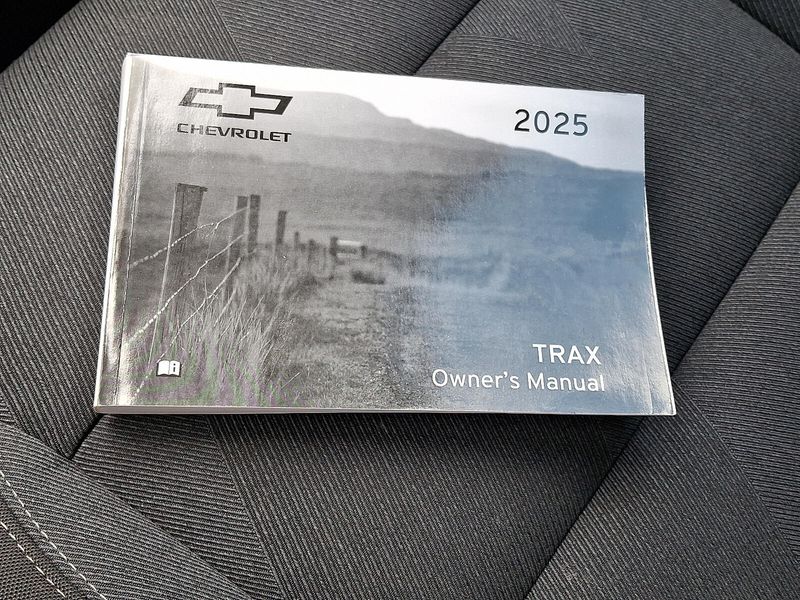 CHEVROLET
2025
TRAX
Owner's Manual